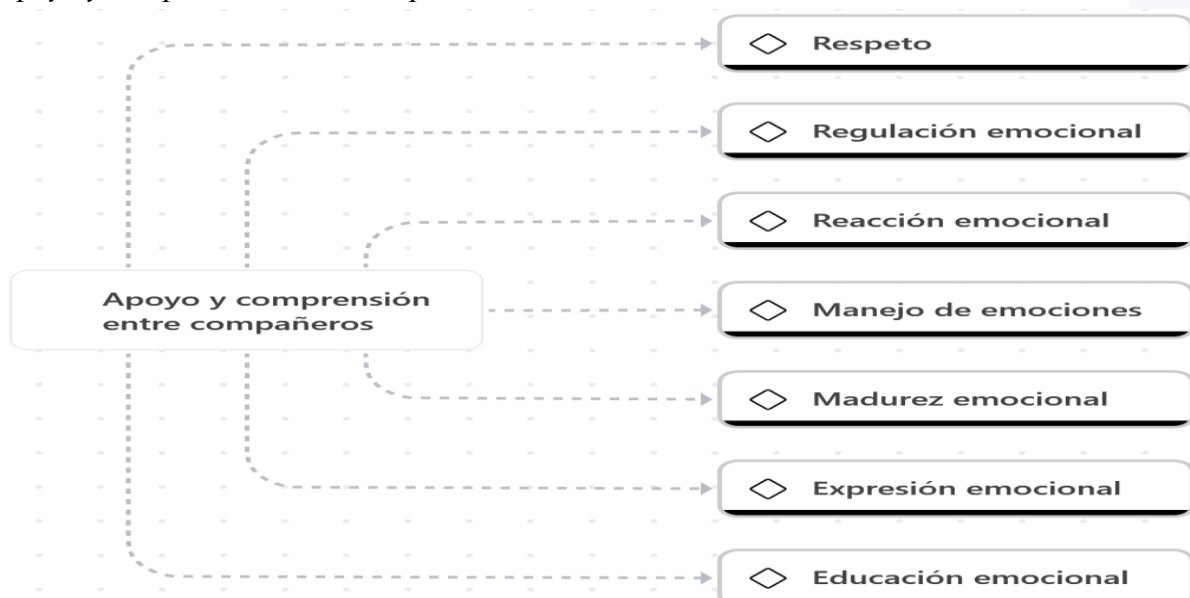 Respeto
Regulación emocional
Reacción emocional
Apoyo y comprensión
entre compañeros
Manejo de emociones
Madurez emocional
Expresión emocional
Educación emocional